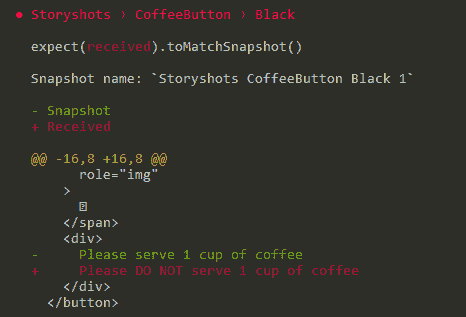 ● Storyshots › CoffeeButton › Black
expect(received).toMatchSnapshot()
Snapshot name: `Storyshots CoffeeButton Black 1`
- Snapshot
+ Received
@@ -16,8 +16,8 @@
role="img"
>
</span>
<div>
- Please serve 1 cup of coffee
+ Please DO NOT serve 1 cup of coffee
</div>
</button>